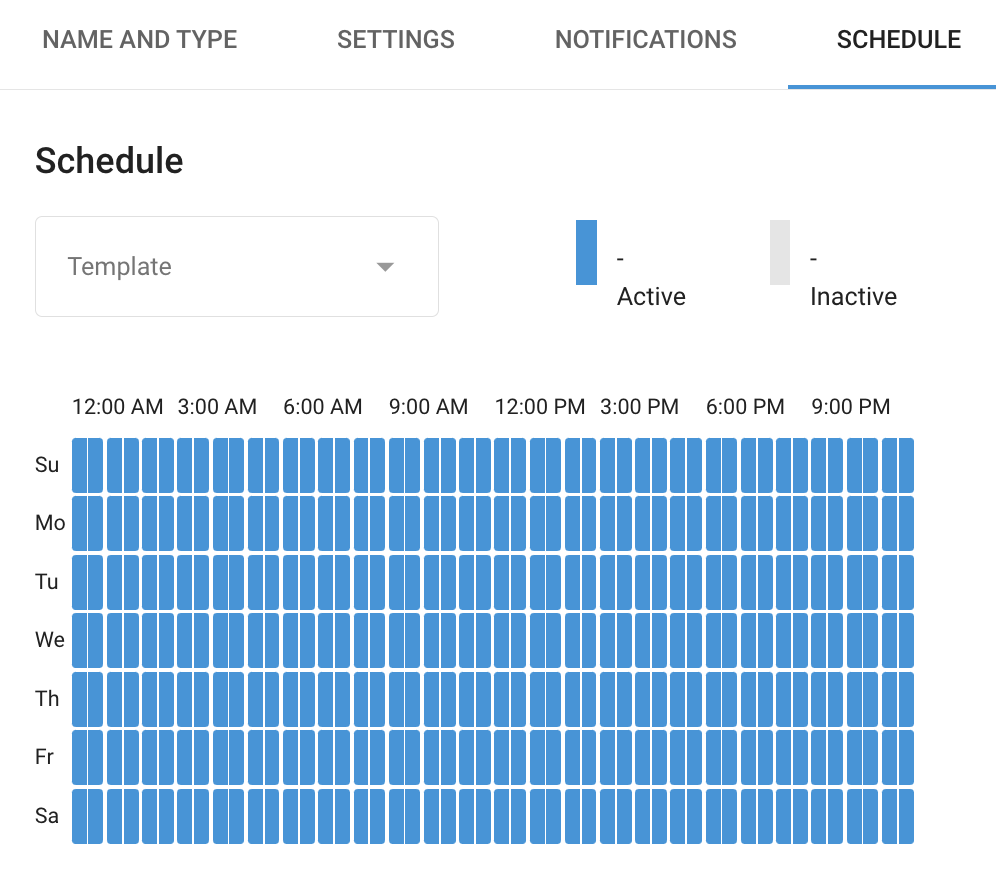 NAME AND TYPE SETTINGS NOTIFICATIONS SCHEDULE
Schedule
Template
- Active
- Inactive
12:00 AM 3:00 AM 6:00 AM 9:00 AM 12:00 PM 3:00 PM 6:00 PM 9:00 PM
Su
Mo
Tu
We
Th
Fr
Sa